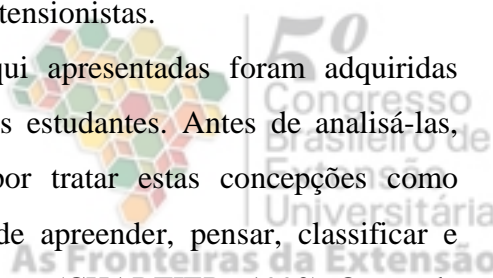 tensionistas.
qui apresentadas foram adquiridas
s estudantes. Antes de analisá-las,
por tratar estas concepções como
de apreender, pensar, classificar e
5º
Congresso
Brasileiro de
Extensão
Universitária
As Fronteiras da Extensão